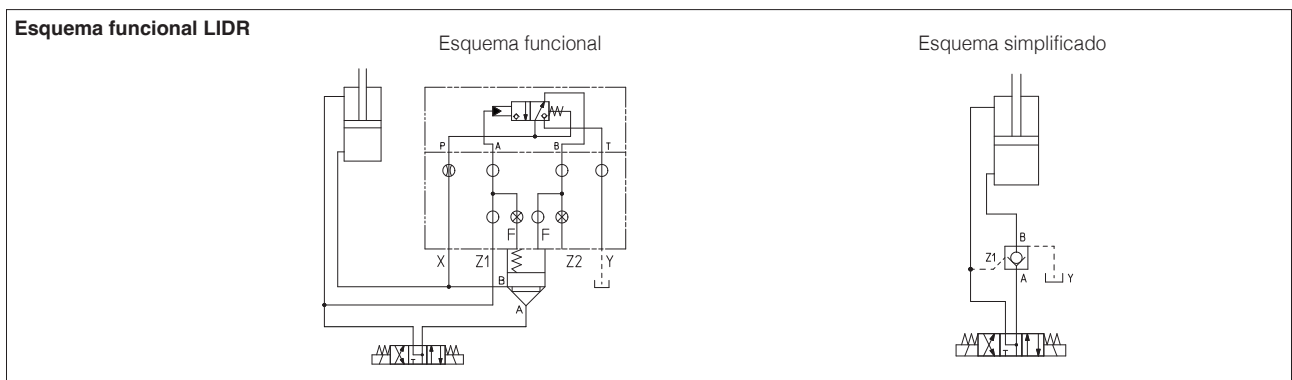 Esquema funcional LIDR
Esquema funcional
Esquema simplificado
P A B T
F F
X Z1 Z2 Y
B
A
T
B
Z1
A Y
T